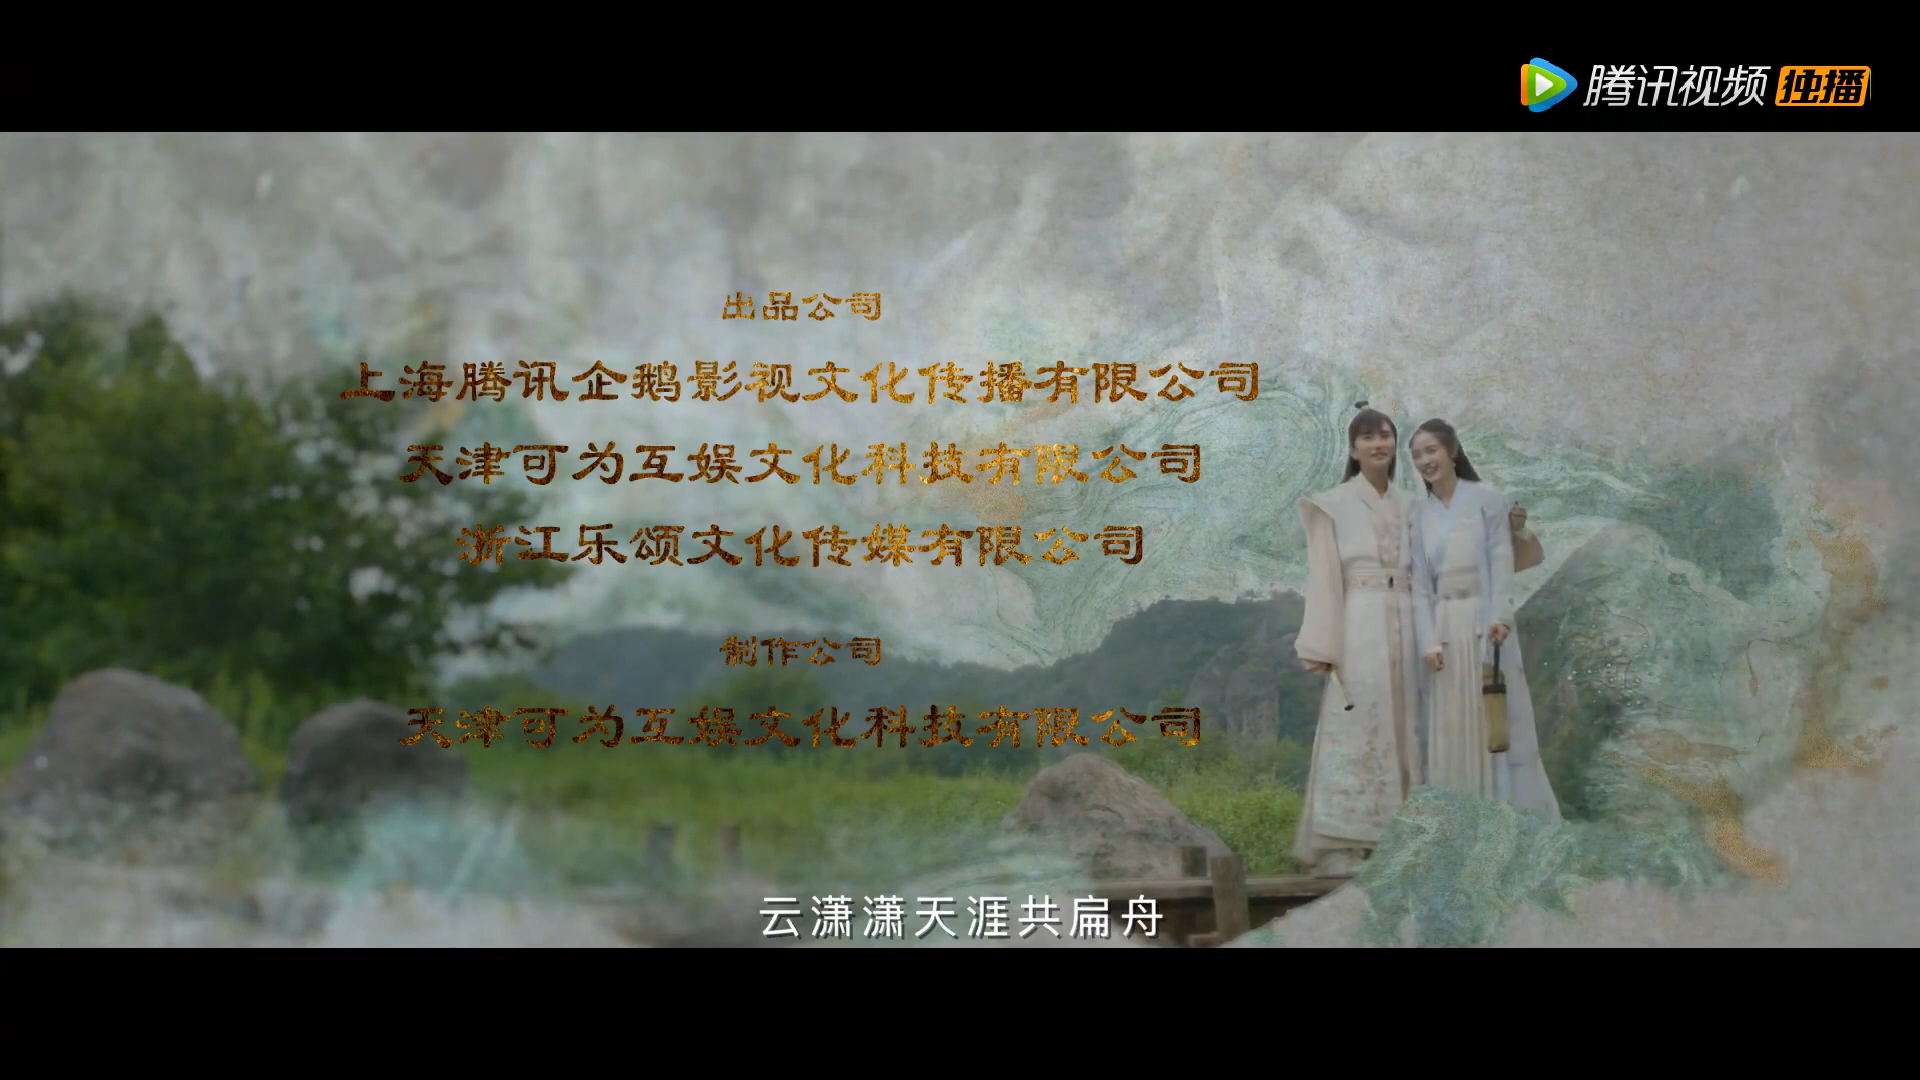 腾讯视频 独播
出品公司
上海腾讯企鹅影视文化传播有限公司
天津可为互娱文化科技有限公司
浙江乐颂文化传媒有限公司
制作公司
天津可为互娱文化科技有限公司
云潇潇天涯共扁舟